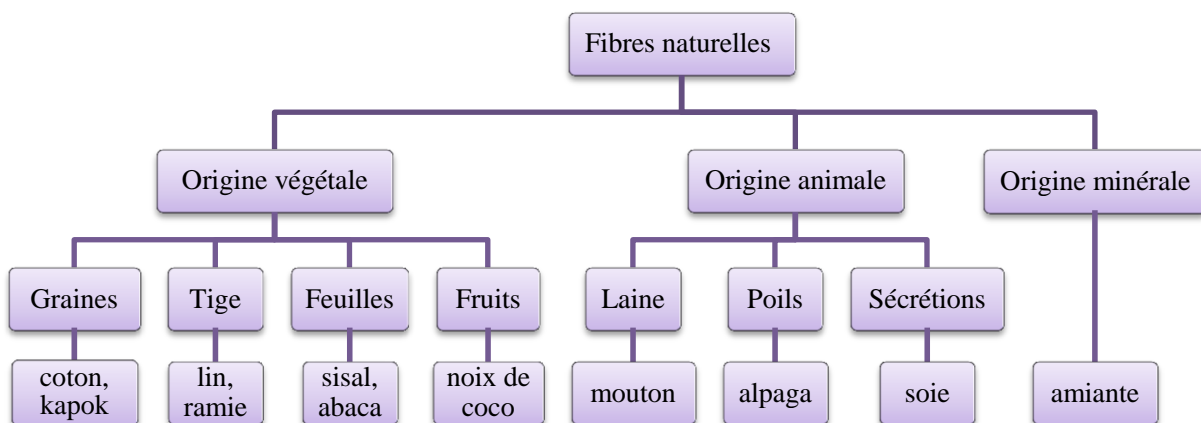 Fibres naturelles
Origine végétale
Origine animale
Origine minérale
Graines
Tige
Feuilles
Fruits
Laine
Poils
Sécrétions
coton,
kapok
lin,
ramie
sisal,
abaca
noix de
coco
mouton
alpaga
soie
amiante